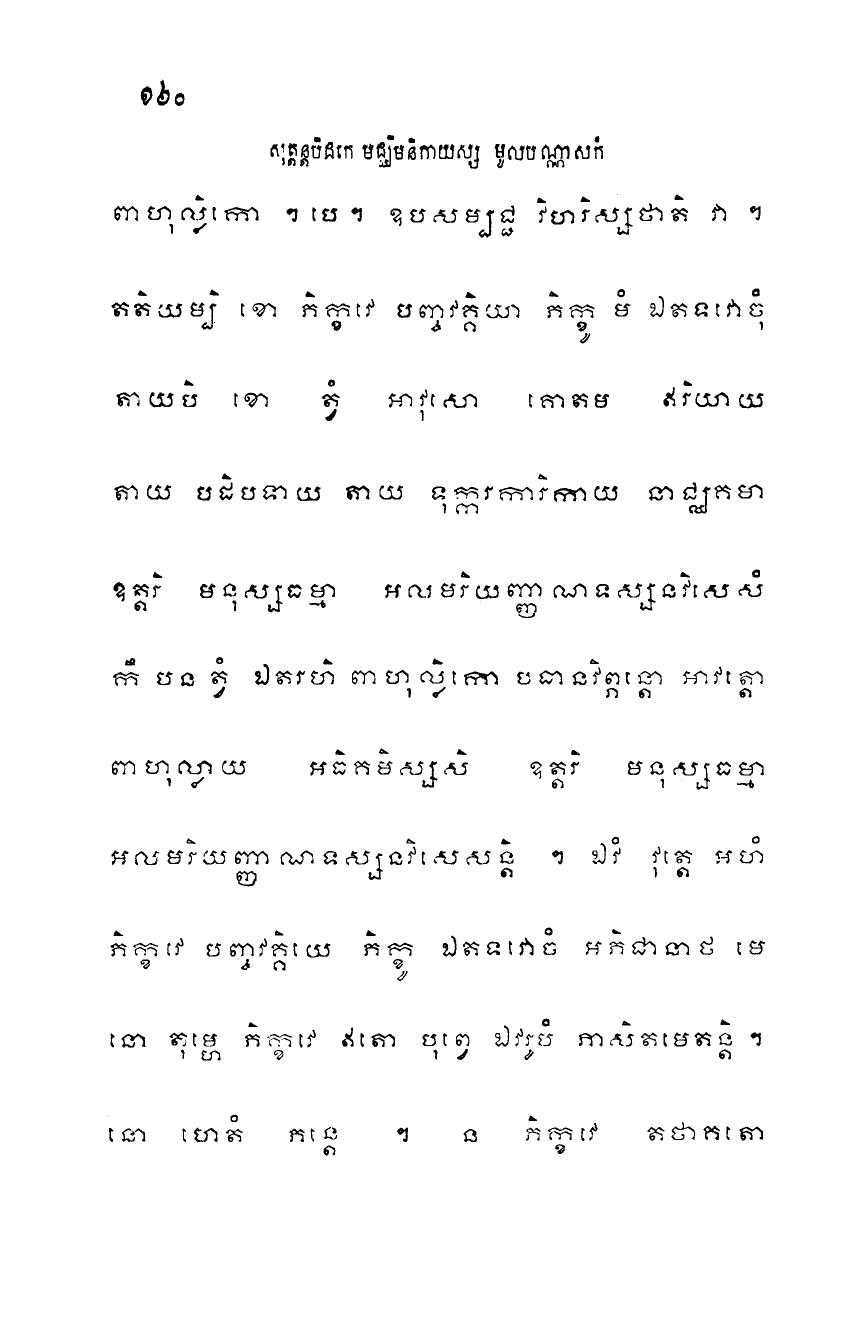 ១៦០
សុត្តន្តបិដកេ មជ្ឈិមនិកាយស្ស មូលបណ្ណាសកំ
ពាហុល្លិកោ ។ បេ ។ ឧបសម្បជ្ជ វិហរិស្សថាតិ វា ។
តតិយម្បិ ខោ ភិក្ខវេ បញ្ចវគ្គិយា ភិក្ខូ មំ ឯតទវោចុំ
តាយបិ ខោ ត្វំ អាវុសោ គោតម ឥរិយាយ
តាយ បដិបទាយ តាយ ទុក្ករការិកាយ នាជ្ឈគមា
ឧត្តរិ មនុស្សធម្មា អលមរិយញ្ញាណទស្សនវិសេសំ
កឹ បន ត្វំ ឯតរហិ ពាហុល្លិកោ បធានវិព្ភន្តោ អាវត្តោ
ពាហុល្លាយ អធិគមិស្សសិ ឧត្តរិ មនុស្សធម្មា
អលមរិយញ្ញាណទស្សនវិសេសន្តិ ។ ឯវំ វុត្តេ អហំ
ភិក្ខវេ បញ្ចវគ្គិយេ ភិក្ខូ ឯតទវោចំ អភិជានាថ មេ
នោ តុម្ហេ ភិក្ខវេ ឥតោ បុព្វេ ឯវរូបំ ភាសិតមេតន្តិ ។
នោ ហេតំ ភន្តេ ។ ន ភិក្ខវេ តថាគតោ